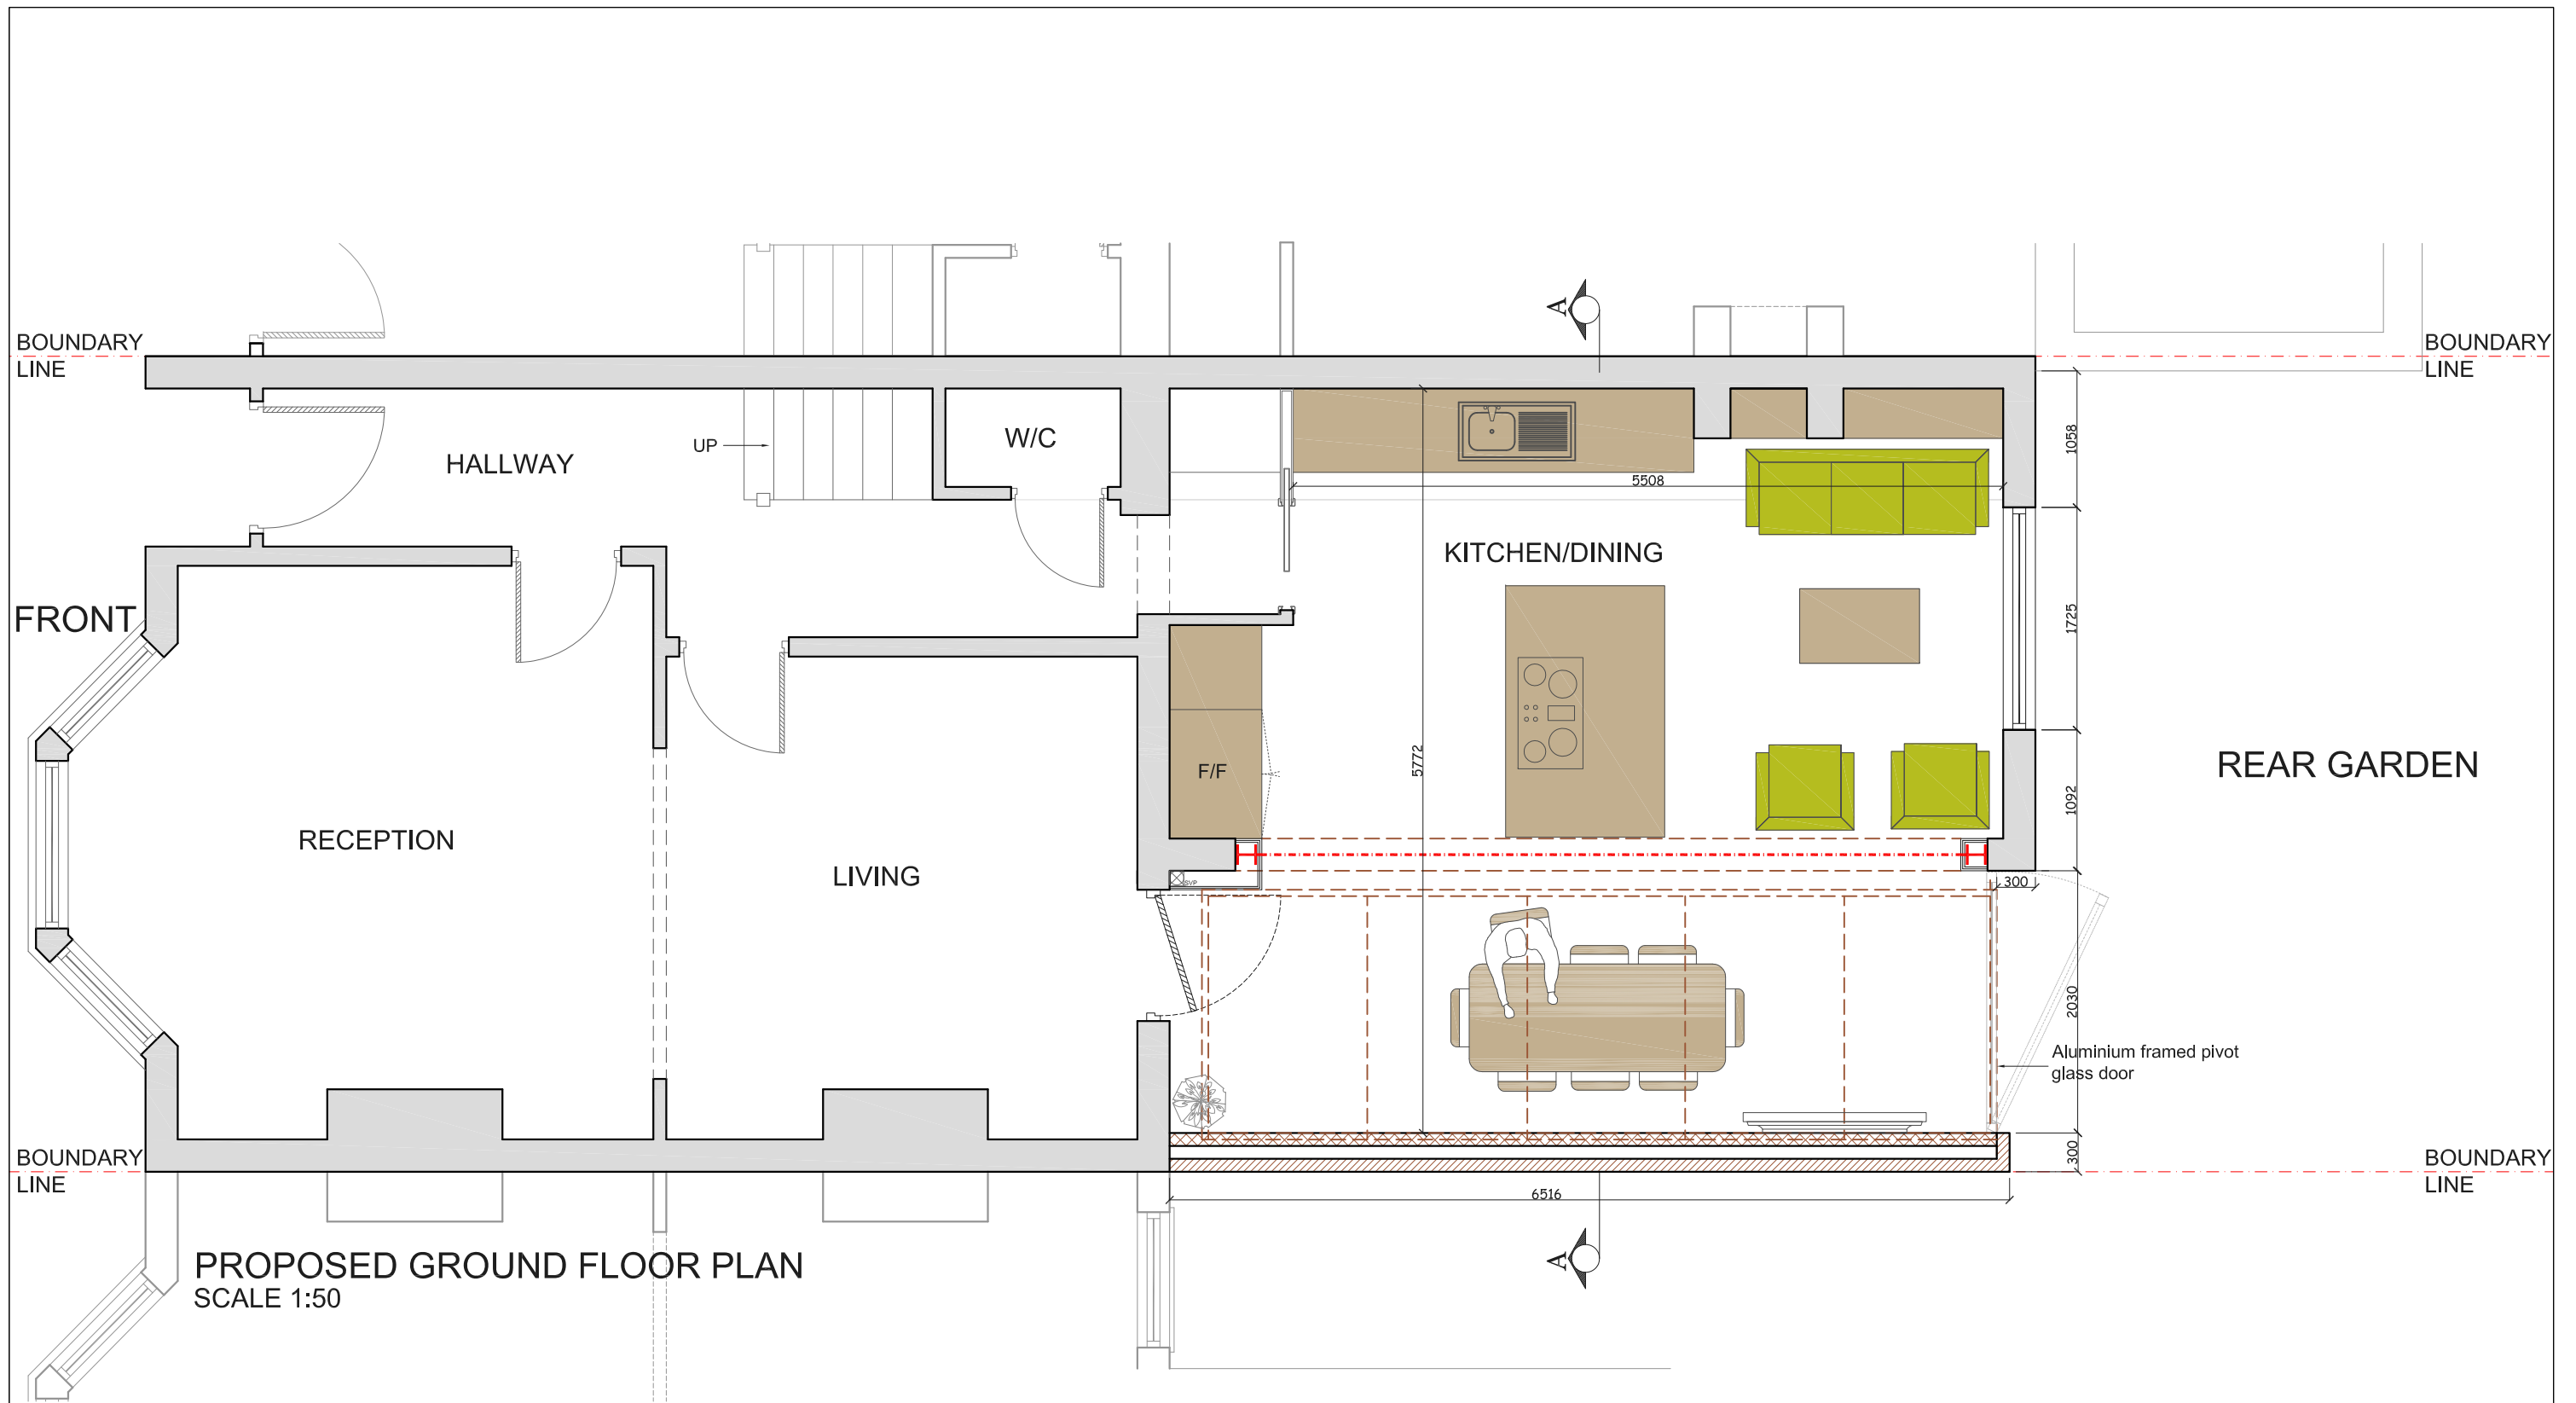 A
BOUNDARY
LINE
BOUNDARY
LINE
UP
W/C
HALLWAY
1058
5508
KITCHEN/DINING
FRONT
1725
5772
F/F
REAR GARDEN
1092
RECEPTION
LIVING
SVP
300
2030
Aluminium framed pivot
glass door
BOUNDARY
LINE
300
BOUNDARY
LINE
6516
A
PROPOSED GROUND FLOOR PLAN
SCALE 1:50